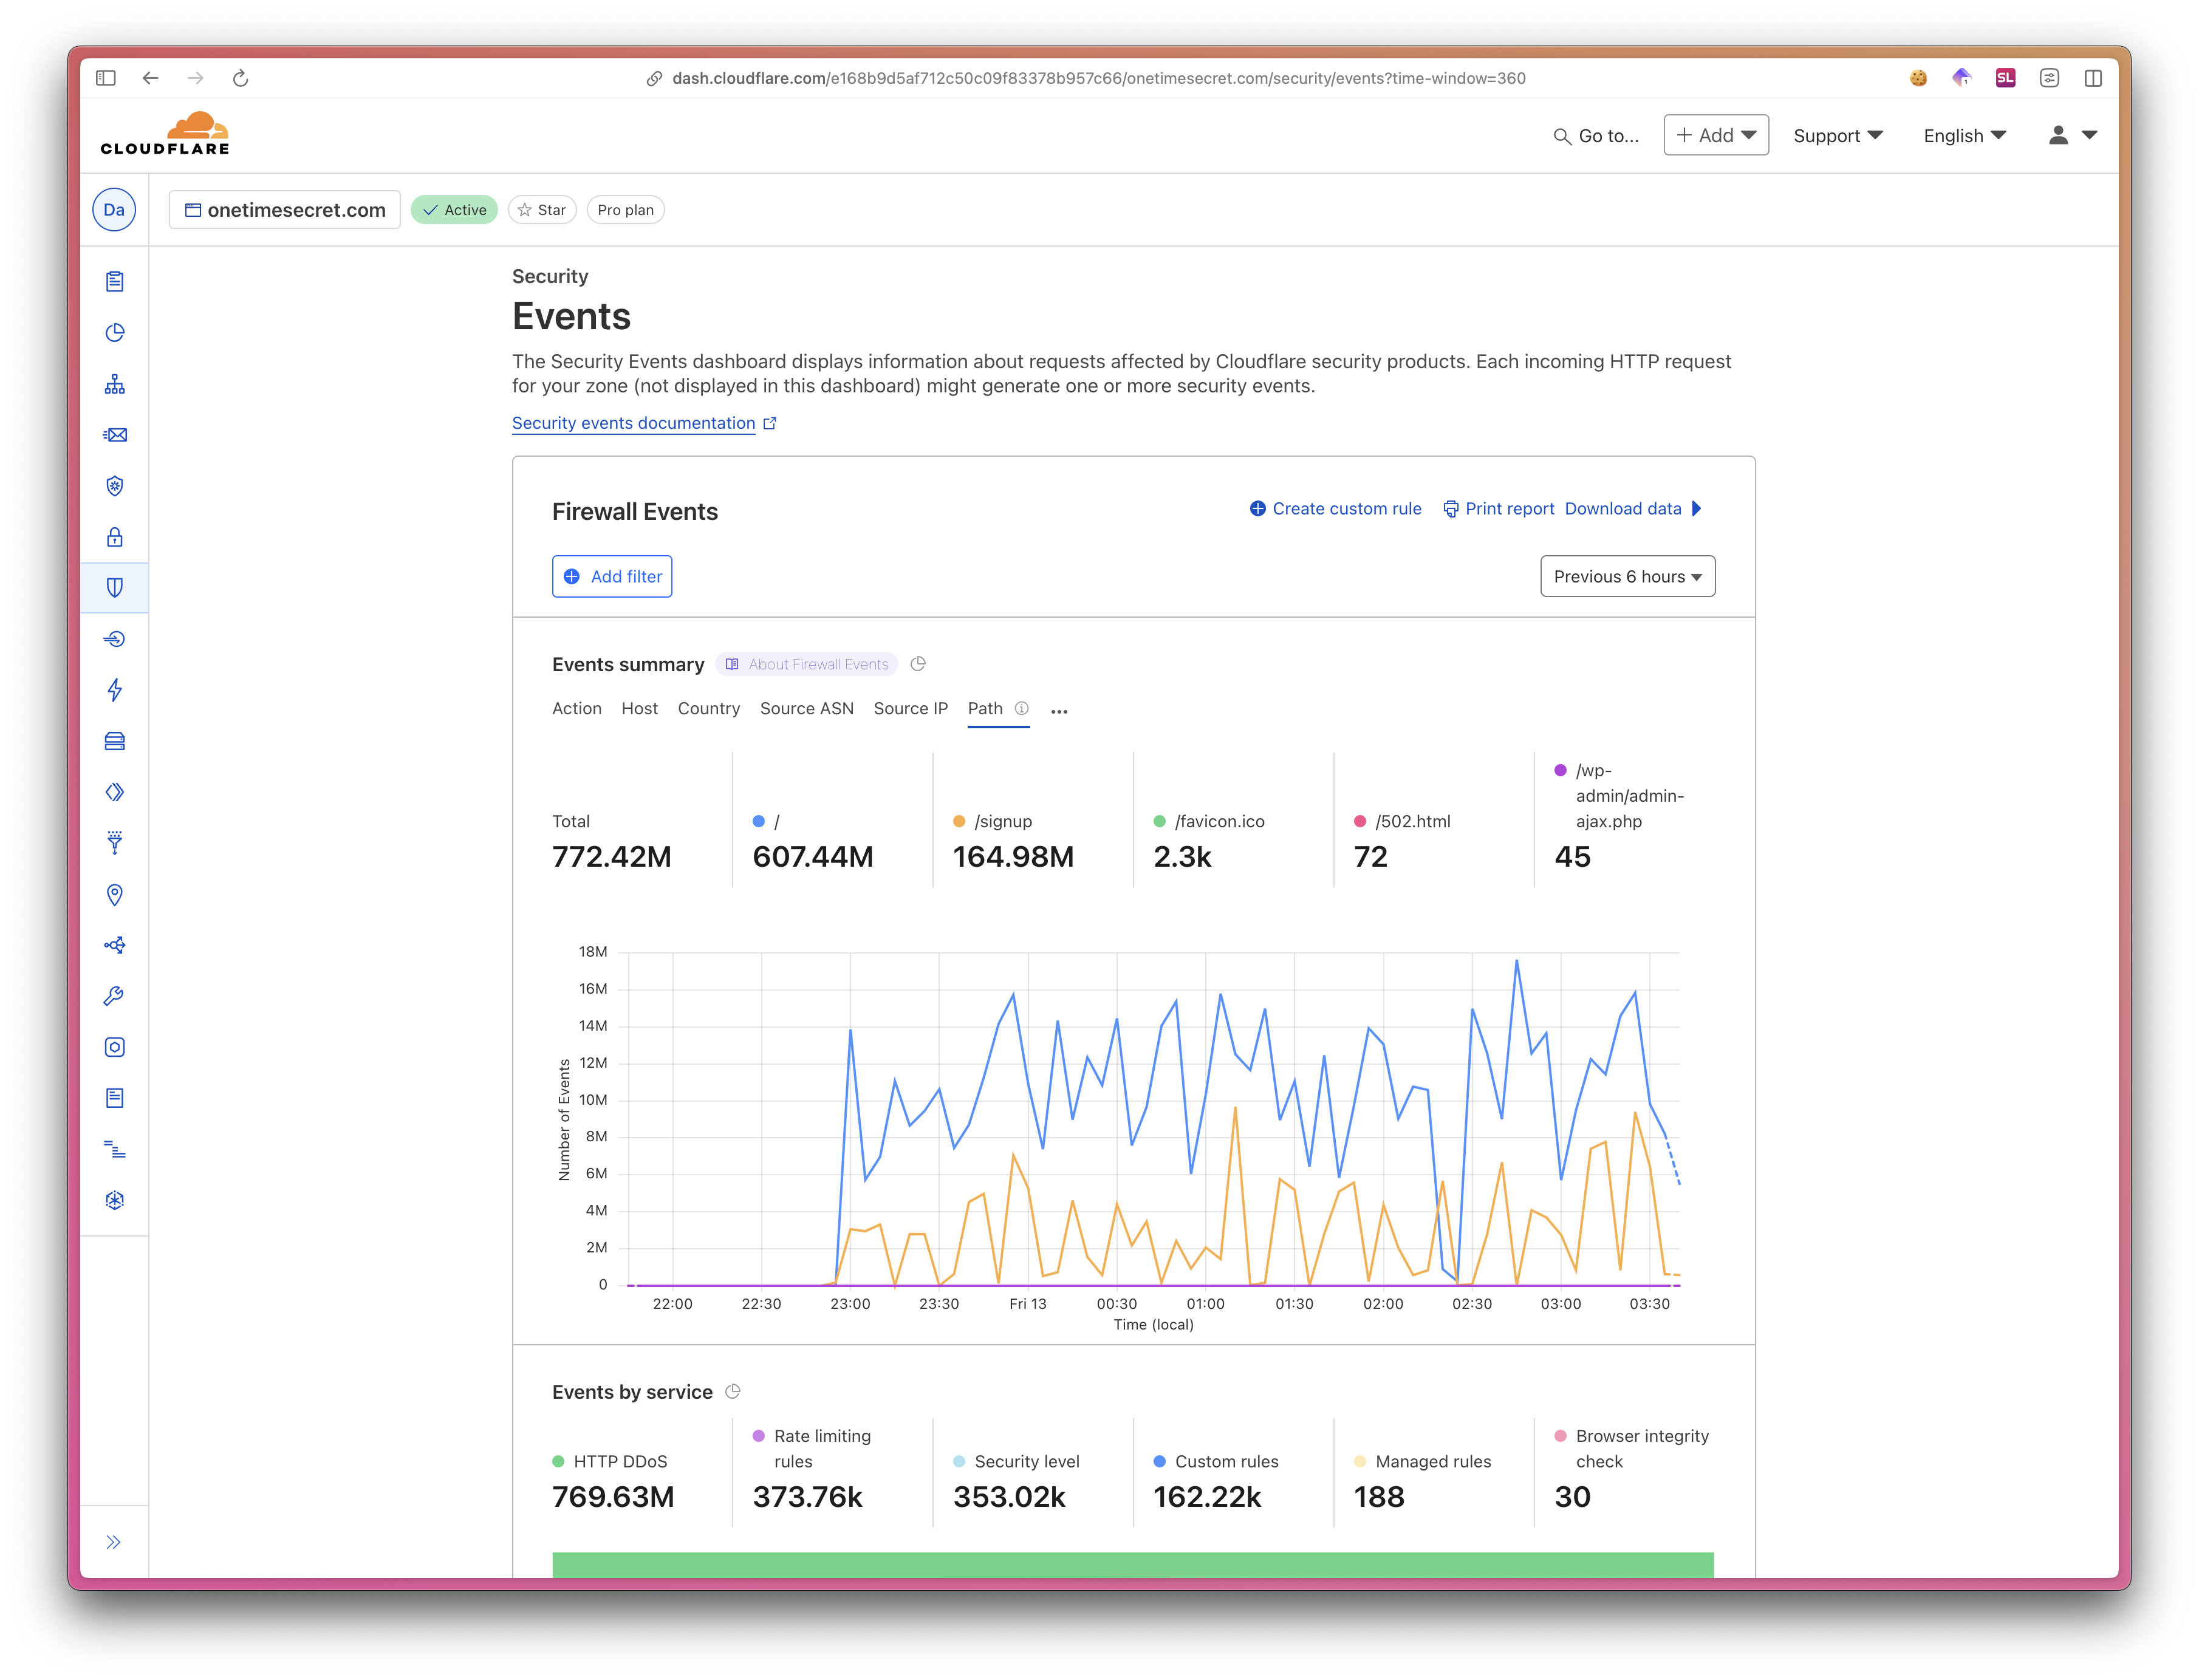 dash.cloudflare.com/e168b9d5af712c50c09f83378b957c66/onetimesecret.com/security/events?time-window=360
1
SL
CLOUDFLARE
Go to...
Add
Support
English
Da
onetimesecret.com
Active
Star
Pro plan
Security
Events
The Security Events dashboard displays information about requests affected by Cloudflare security products. Each incoming HTTP request
for your zone (not displayed in this dashboard) might generate one or more security events.
Security events documentation
Firewall Events
Create custom rule
Print report
Download data
Add filter
Previous 6 hours
Events summary
About Firewall Events
Action
Host
Country
Source ASN
Source IP
Path
...
Total
772.42M
/
607.44M
/signup
164.98M
/favicon.ico
2.3k
/502.html
72
/wp-
admin/admin-
ajax.php
45
18M
16M
14M
12M
10M
8M
6M
4M
2M
0
Number of Events
22:00
22:30
23:00
23:30
Fri 13
00:30
01:00
01:30
02:00
02:30
03:00
03:30
Time (local)
Events by service
HTTP DDoS
769.63M
Rate limiting
rules
373.76k
Security level
353.02k
Custom rules
162.22k
Managed rules
188
Browser integrity
check
30